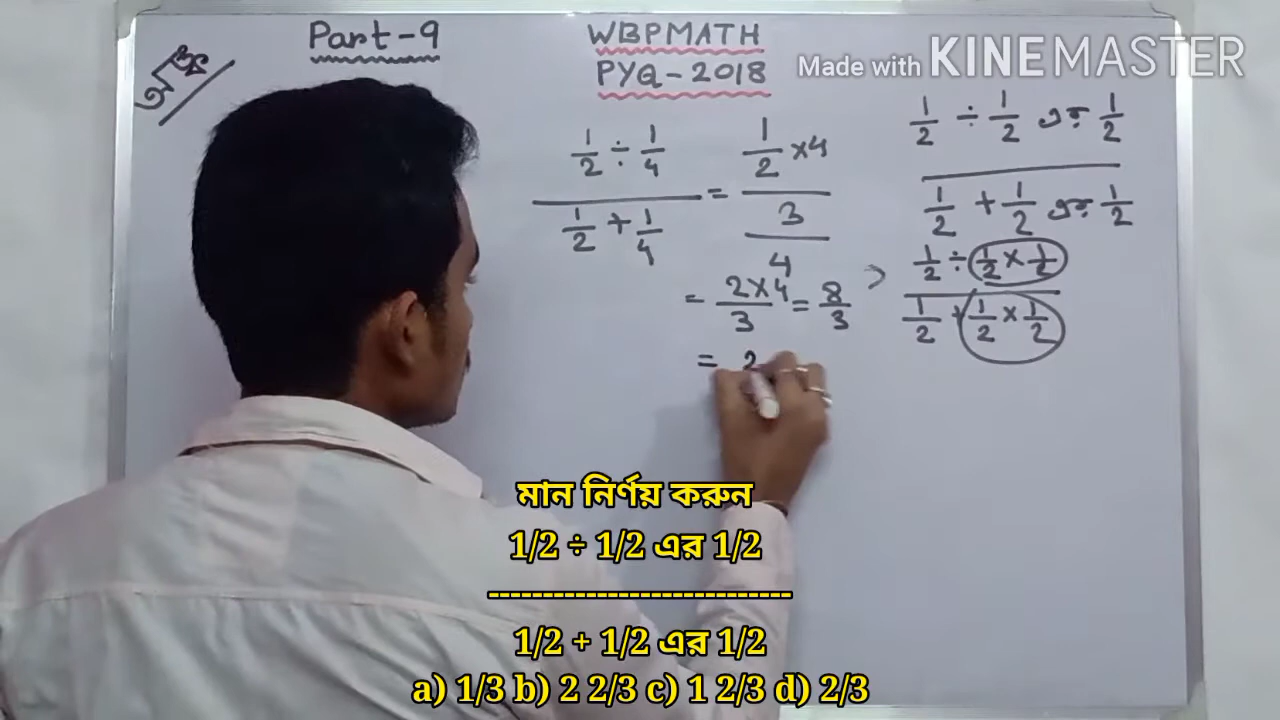 অঙ্ক
Part-9
WBPMATH
PYQ-2018
Made with KINEMASTER
1/2 ÷ 1/4
1/2 + 1/4
= 1/2 ×4
3
4
= 2×4/3 = 8/3
= 2
1/2 ÷ 1/2 এর 1/2
1/2 + 1/2 এর 1/2
> 1/2 ÷ 1/2 × 1/2
1/2 + 1/2 × 1/2
মান নির্ণয় করুন
1/2 ÷ 1/2 এর 1/2
----------------------------
1/2 + 1/2 এর 1/2
a) 1/3 b) 2 2/3 c) 1 2/3 d) 2/3